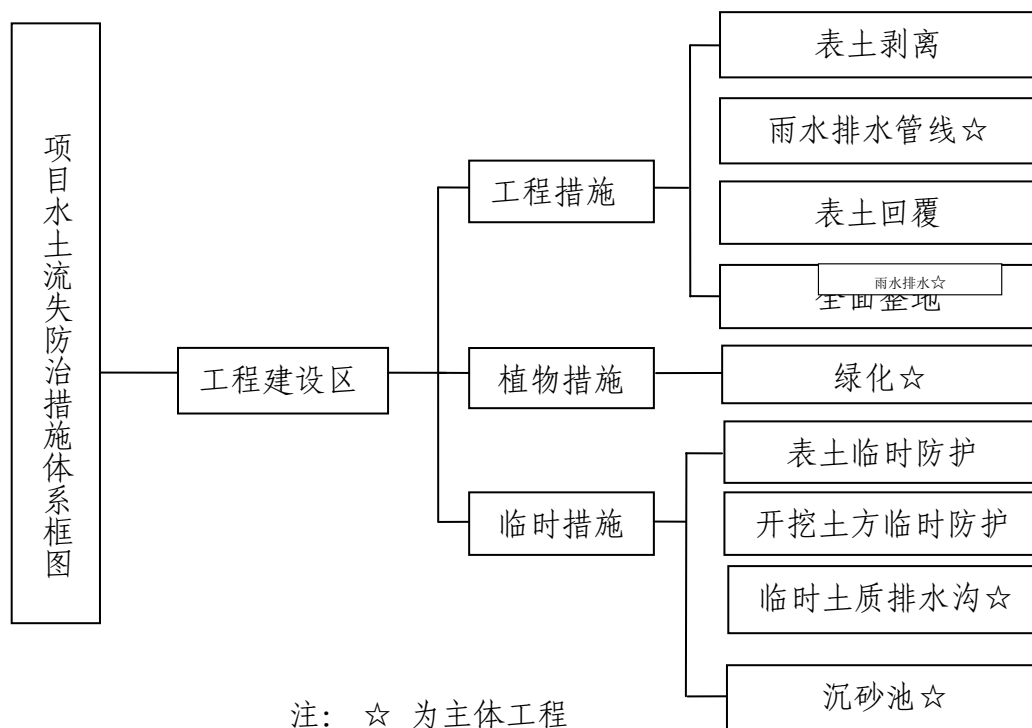 项目水土流失防治措施体系框图
工程建设区
工程措施
表土剥离
雨水排水管线☆
表土回覆
雨水排水☆
全面整地
植物措施
绿化☆
临时措施
表土临时防护
开挖土方临时防护
临时土质排水沟☆
沉砂池☆
注： ☆ 为主体工程